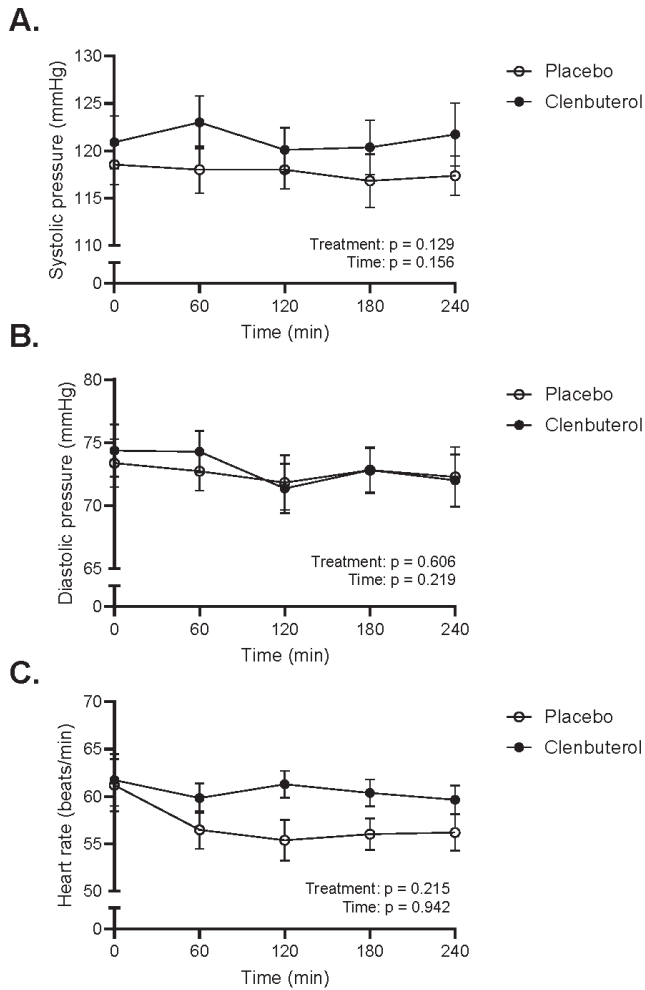 A.
Systolic pressure (mmHg)
130
125
120
115
110
0
0 60 120 180 240
Time (min)
Placebo
Clenbuterol
Treatment: p = 0.129
Time: p = 0.156
B.
Diastolic pressure (mmHg)
80
75
70
65
0
0 60 120 180 240
Time (min)
Placebo
Clenbuterol
Treatment: p = 0.606
Time: p = 0.219
C.
Heart rate (beats/min)
70
65
60
55
50
0
0 60 120 180 240
Time (min)
Placebo
Clenbuterol
Treatment: p = 0.215
Time: p = 0.942